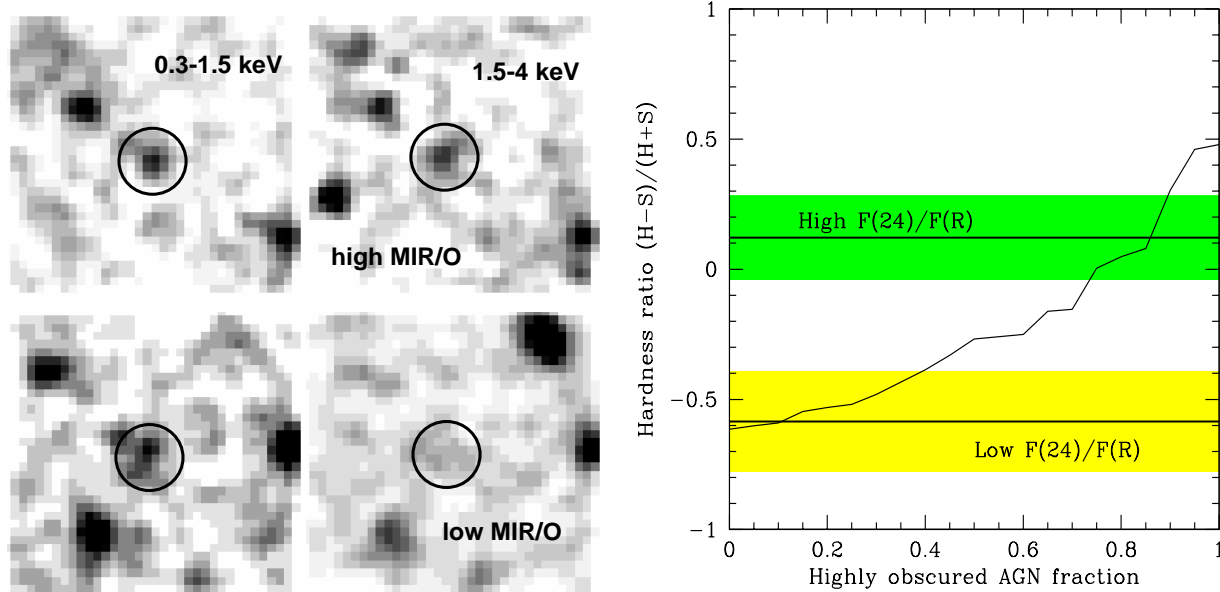 0.3-1.5 keV
1.5-4 keV
high MIR/O
low MIR/O
Hardness ratio (H−S)/(H+S)
1
0.5
0
−0.5
−1
High F(24)/F(R)
Low F(24)/F(R)
0 0.2 0.4 0.6 0.8 1
Highly obscured AGN fraction